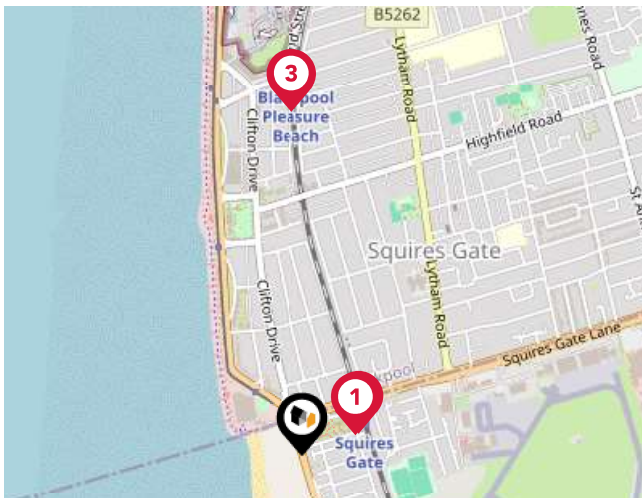 B5262
Lytham Road
3
Blackpool
Pleasure
Beach
Clifton Drive
Highfield Road
Squires Gate
Lytham Road
Clifton Drive
Squires Gate Lane
1
Squires
Gate